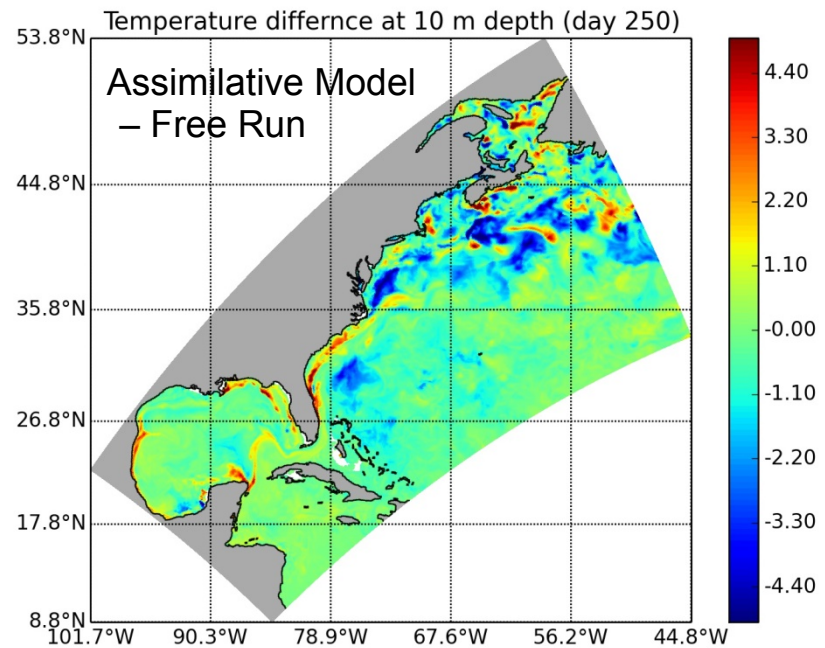 Temperature differnce at 10 m depth (day 250)
53.8°N
Assimilative Model
– Free Run
44.8°N
35.8°N
26.8°N
17.8°N
8.8°N
101.7°W 90.3°W 78.9°W 67.6°W 56.2°W 44.8°W
4.40
3.30
2.20
1.10
-0.00
-1.10
-2.20
-3.30
-4.40